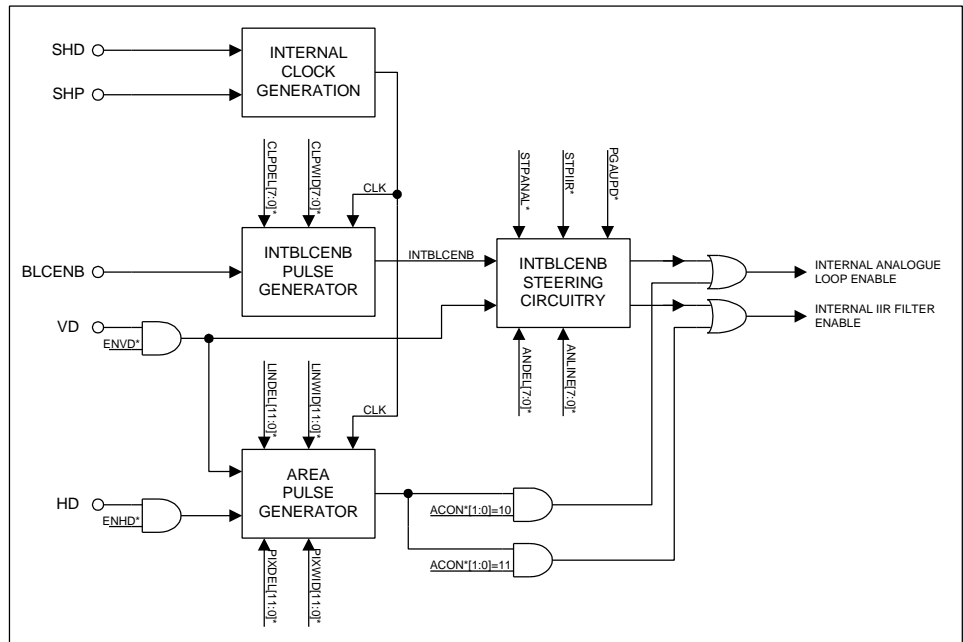 SHD
SHP
INTERNAL
CLOCK
GENERATION
CLPDEL[7:0]*
CLPWID[7:0]*
CLK
STPANAL*
STPIIR*
PGAUPD*
BLCENB
INTBLCENB
PULSE
GENERATOR
INTBLCENB
INTBLCENB
STEERING
CIRCUITRY
INTERNAL ANALOGUE
LOOP ENABLE
INTERNAL IIR FILTER
ENABLE
VD
ENVD*
LINDEL[11:0]*
LINWID[11:0]*
CLK
ANDEL[7:0]*
ANLINE[7:0]*
HD
ENHD*
AREA
PULSE
GENERATOR
ACON*[1:0]=10
ACON*[1:0]=11
PIXDEL[11:0]*
PIXWID[11:0]*